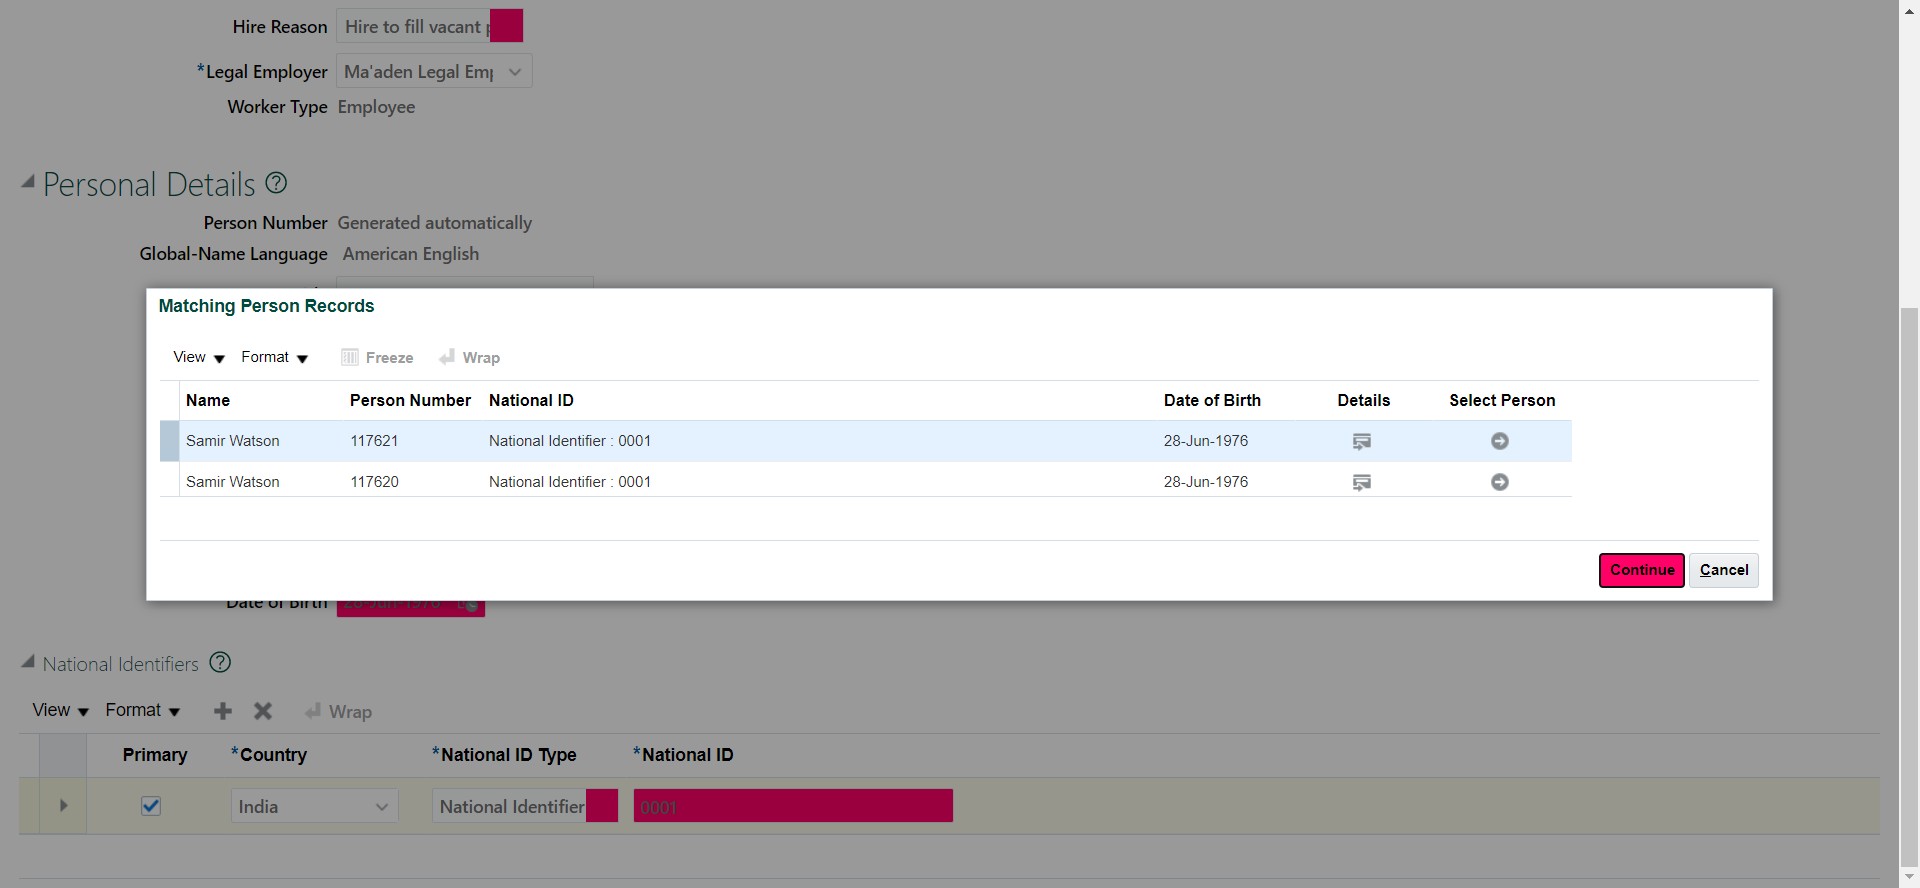 Hire Reason Hire to fill vacant
*Legal Employer Ma'aden Legal Emp
Worker Type Employee
Personal Details ?
Person Number Generated automatically
Global-Name Language American English
Matching Person Records
View Format Freeze Wrap
Name Person Number National ID Date of Birth Details Select Person
Samir Watson 117621 National Identifier : 0001 28-Jun-1976
Samir Watson 117620 National Identifier : 0001 28-Jun-1976
Continue Cancel
Date of Birth 28-Jun-1976
National Identifiers ?
View Format Wrap
Primary *Country *National ID Type *National ID
India National Identifier 0001